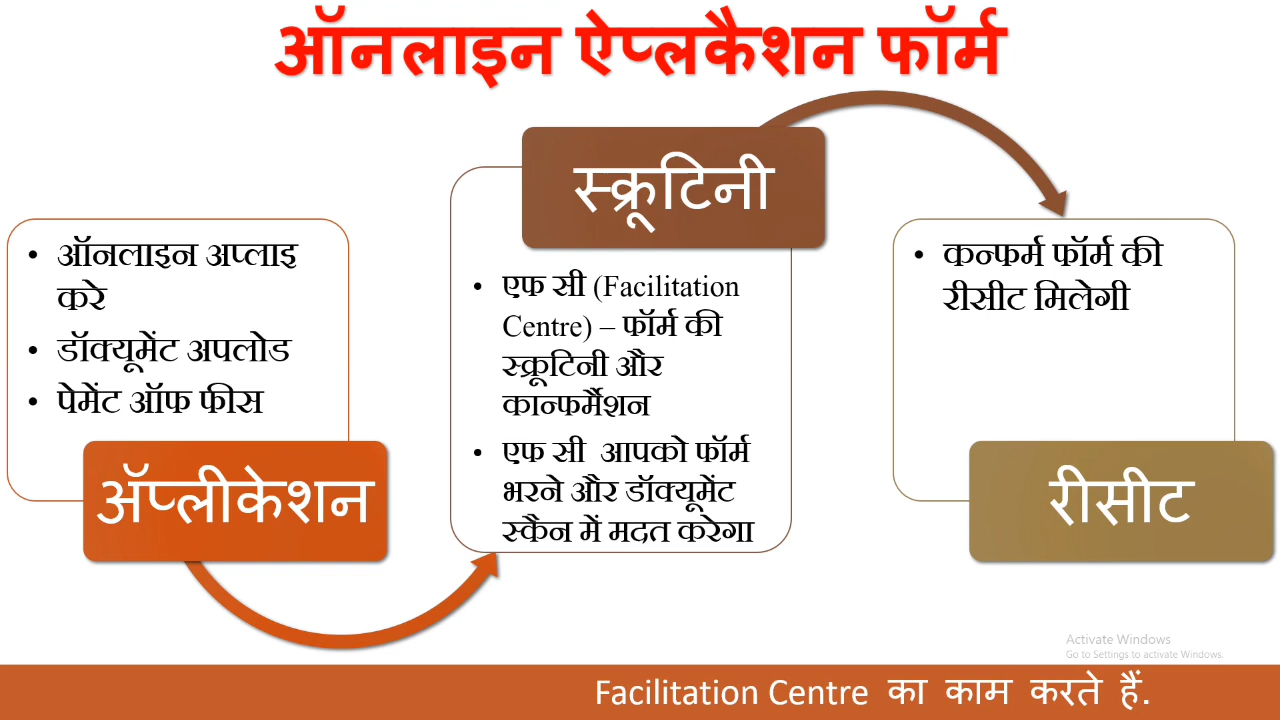 ऑनलाइन ऐप्लकैशन फॉर्म
• ऑनलाइन अप्लाइ
करे
• डॉक्यूमेंट अपलोड
• पेमेंट ऑफ फीस
ॲप्लीकेशन
स्क्रूटिनी
• एफ सी (Facilitation
Centre) – फॉर्म की
स्क्रूटिनी और
कान्फर्मैशन
• एफ सी आपको फॉर्म
भरने और डॉक्यूमेंट
स्कैन में मदत करेगा
• कन्फर्म फॉर्म की
रीसीट मिलेगी
रीसीट
Activate Windows
Go to Settings to activate Windows.
Facilitation Centre का काम करते हैं.